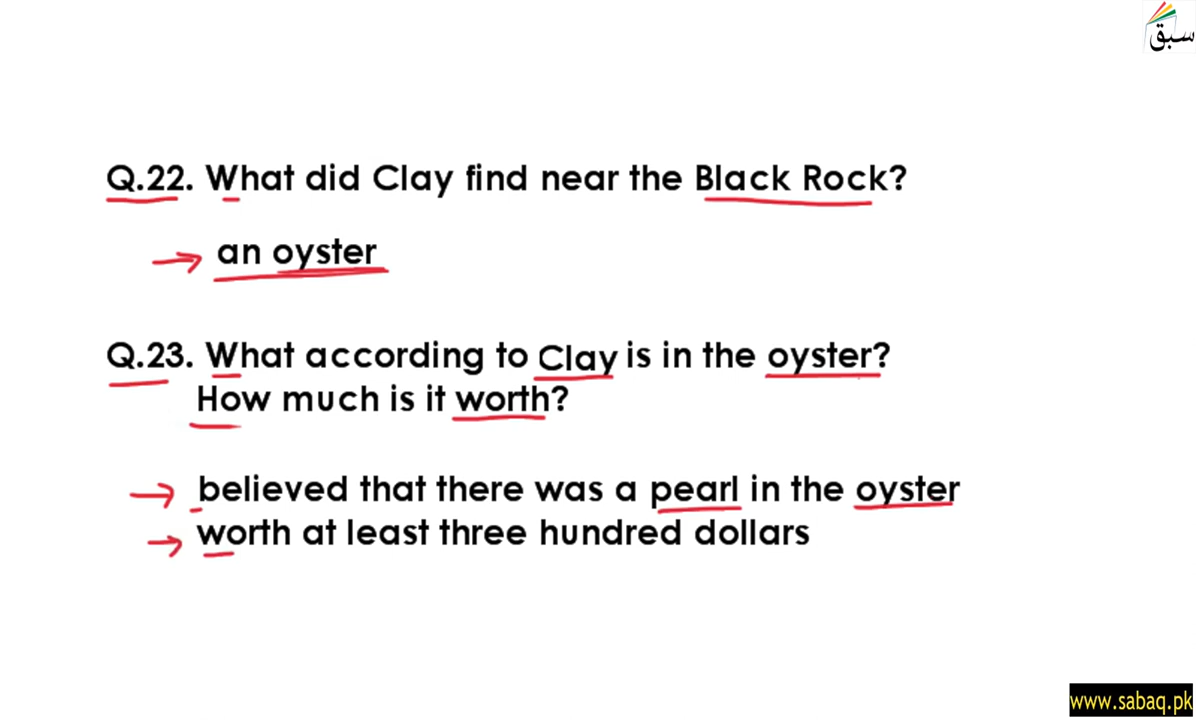 سبق
Q.22. What did Clay find near the Black Rock?
an oyster
Q.23. What according to Clay is in the oyster?
How much is it worth?
believed that there was a pearl in the oyster
worth at least three hundred dollars
www.sabaq.pk